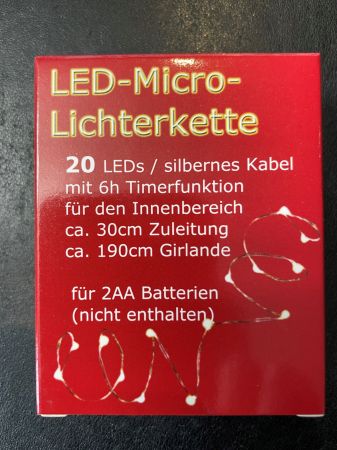 LED-Micro-
Lichterkette
20 LEDs / silbernes Kabel
mit 6h Timerfunktion
für den Innenbereich
ca. 30cm Zuleitung
ca. 190cm Girlande
für 2AA Batterien
(nicht enthalten)